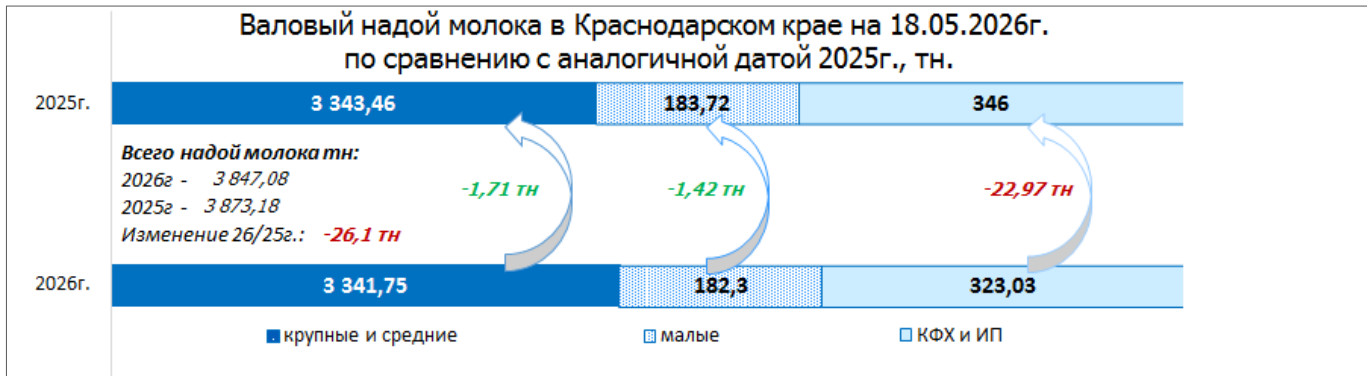 Валовый надой молока в Краснодарском крае на 18.05.2026г.
по сравнению с аналогичной датой 2025г., тн.
2025г.
3 343,46
183,72
346
Всего надой молока тн:
2026г - 3 847,08
2025г - 3 873,18
Изменение 26/25г.: -26,1 тн
-1,71 тн
-1,42 тн
-22,97 тн
2026г.
3 341,75
182,3
323,03
крупные и средние
малые
КФХ и ИП